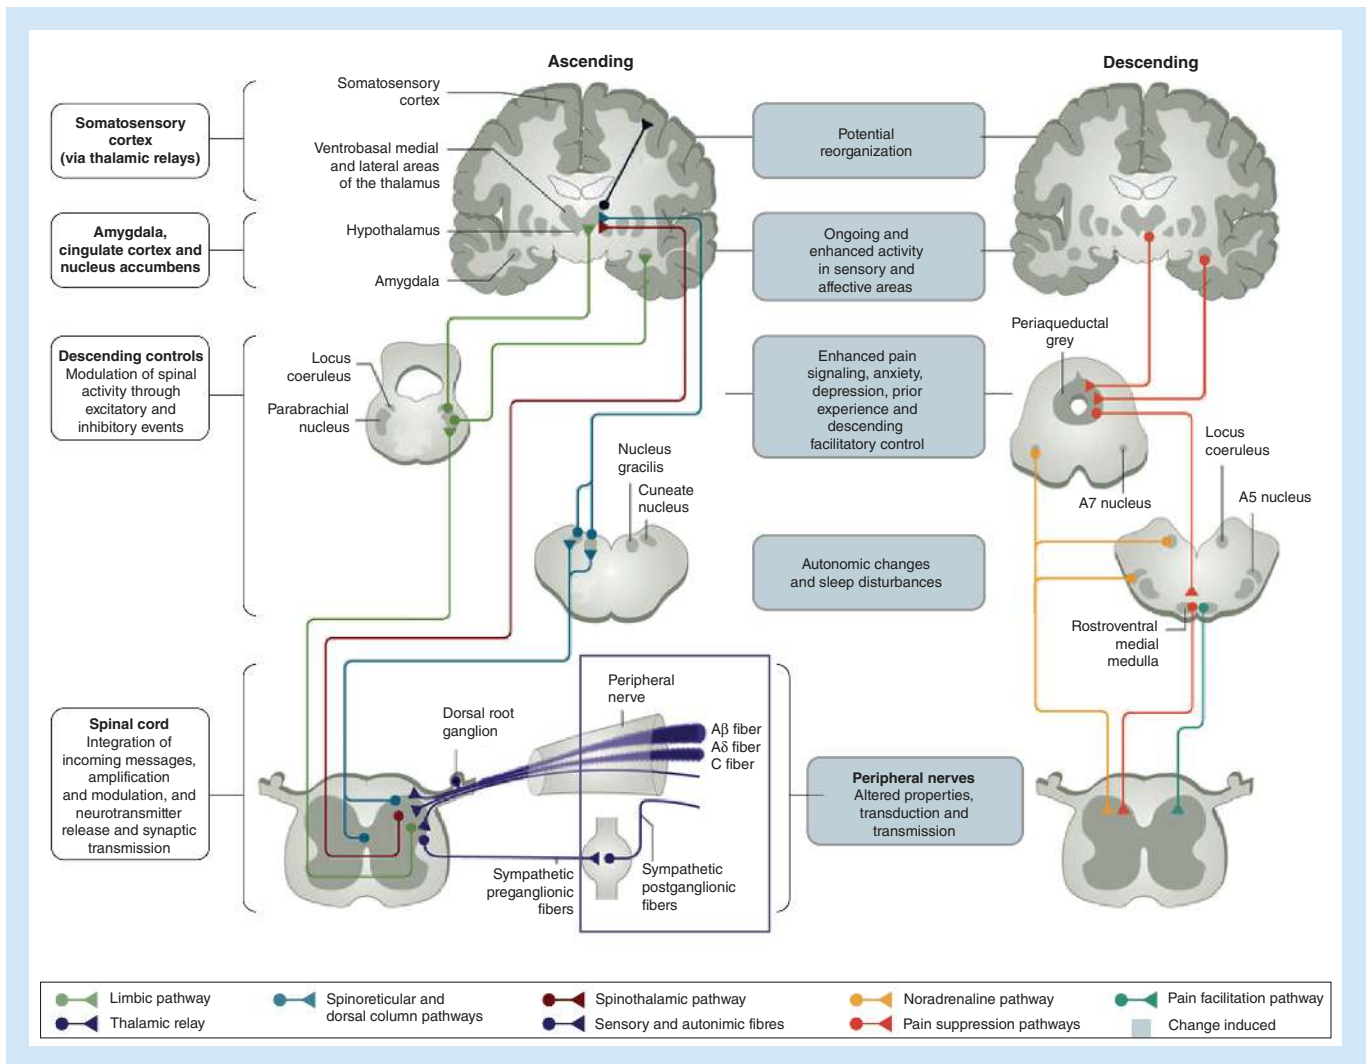 Ascending
Descending
Somatosensory
cortex
(via thalamic relays)
Somatosensory
cortex
Ventrobasal medial
and lateral areas
of the thalamus
Hypothalamus
Amygdala
Potential
reorganization
Amygdala,
cingulate cortex and
nucleus accumbens
Ongoing and
enhanced activity
in sensory and
affective areas
Descending controls
Modulation of spinal
activity through
excitatory and
inhibitory events
Locus
coeruleus
Parabrachial
nucleus
Enhanced pain
signaling, anxiety,
depression, prior
experience and
descending
facilitatory control
Periaqueductal
grey
Nucleus
gracilis
Cuneate
nucleus
Locus
coeruleus
A7 nucleus
A5 nucleus
Autonomic changes
and sleep disturbances
Rostroventral
medial
medulla
Spinal cord
Integration of
incoming messages,
amplification
and modulation, and
neurotransmitter
release and synaptic
transmission
Dorsal root
ganglion
Peripheral
nerve
Aβ fiber
Aδ fiber
C fiber
Sympathetic
preganglionic
fibers
Sympathetic
postganglionic
fibers
Peripheral nerves
Altered properties,
transduction and
transmission
Limbic pathway
Thalamic relay
Spinoreticular and
dorsal column pathways
Spinothalamic pathway
Sensory and autonimic fibres
Noradrenaline pathway
Pain suppression pathways
Pain facilitation pathway
Change induced